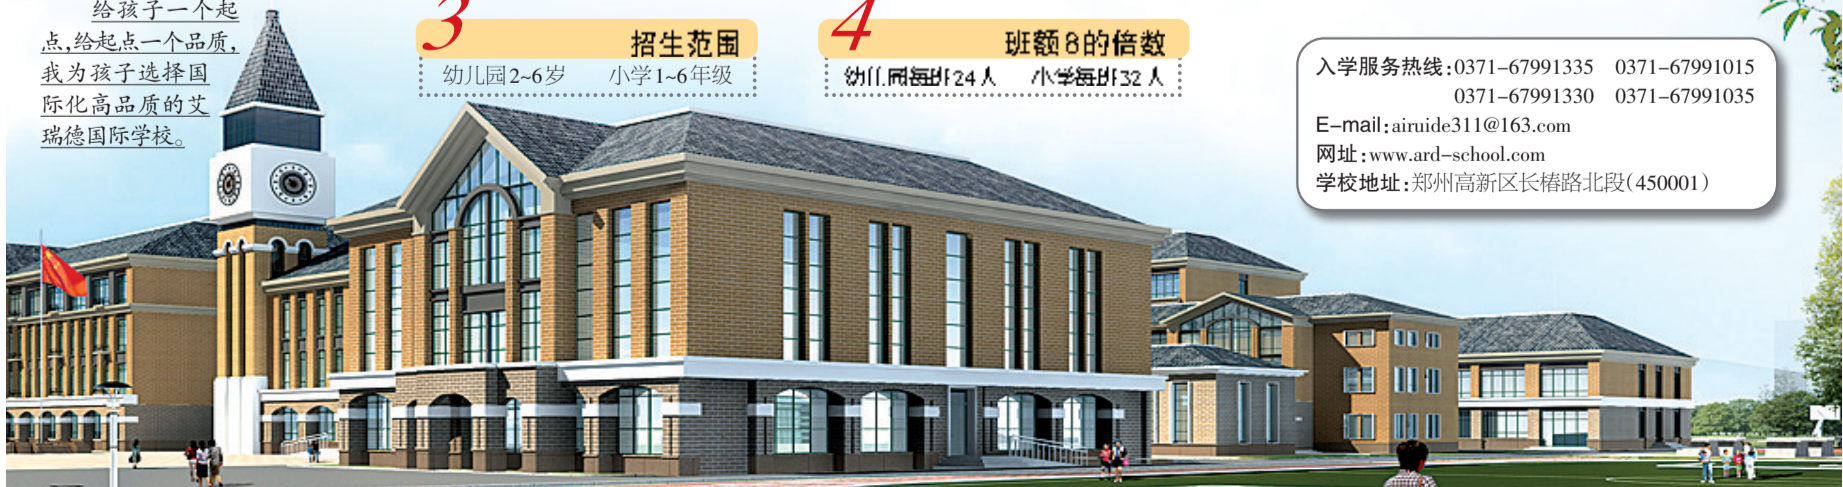 给孩子一个起
点,给起点一个品质,
我为孩子选择国
际化高品质的艾
瑞德国际学校。
3
招生范围
幼儿园2~6岁 小学1~6年级
4
班额8的倍数
幼儿园每班24人 小学每班32人
入学服务热线:0371-67991335 0371-67991015
0371-67991330 0371-67991035
E-mail:airuide311@163.com
网址:www.ard-school.com
学校地址:郑州高新区长椿路北段(450001)